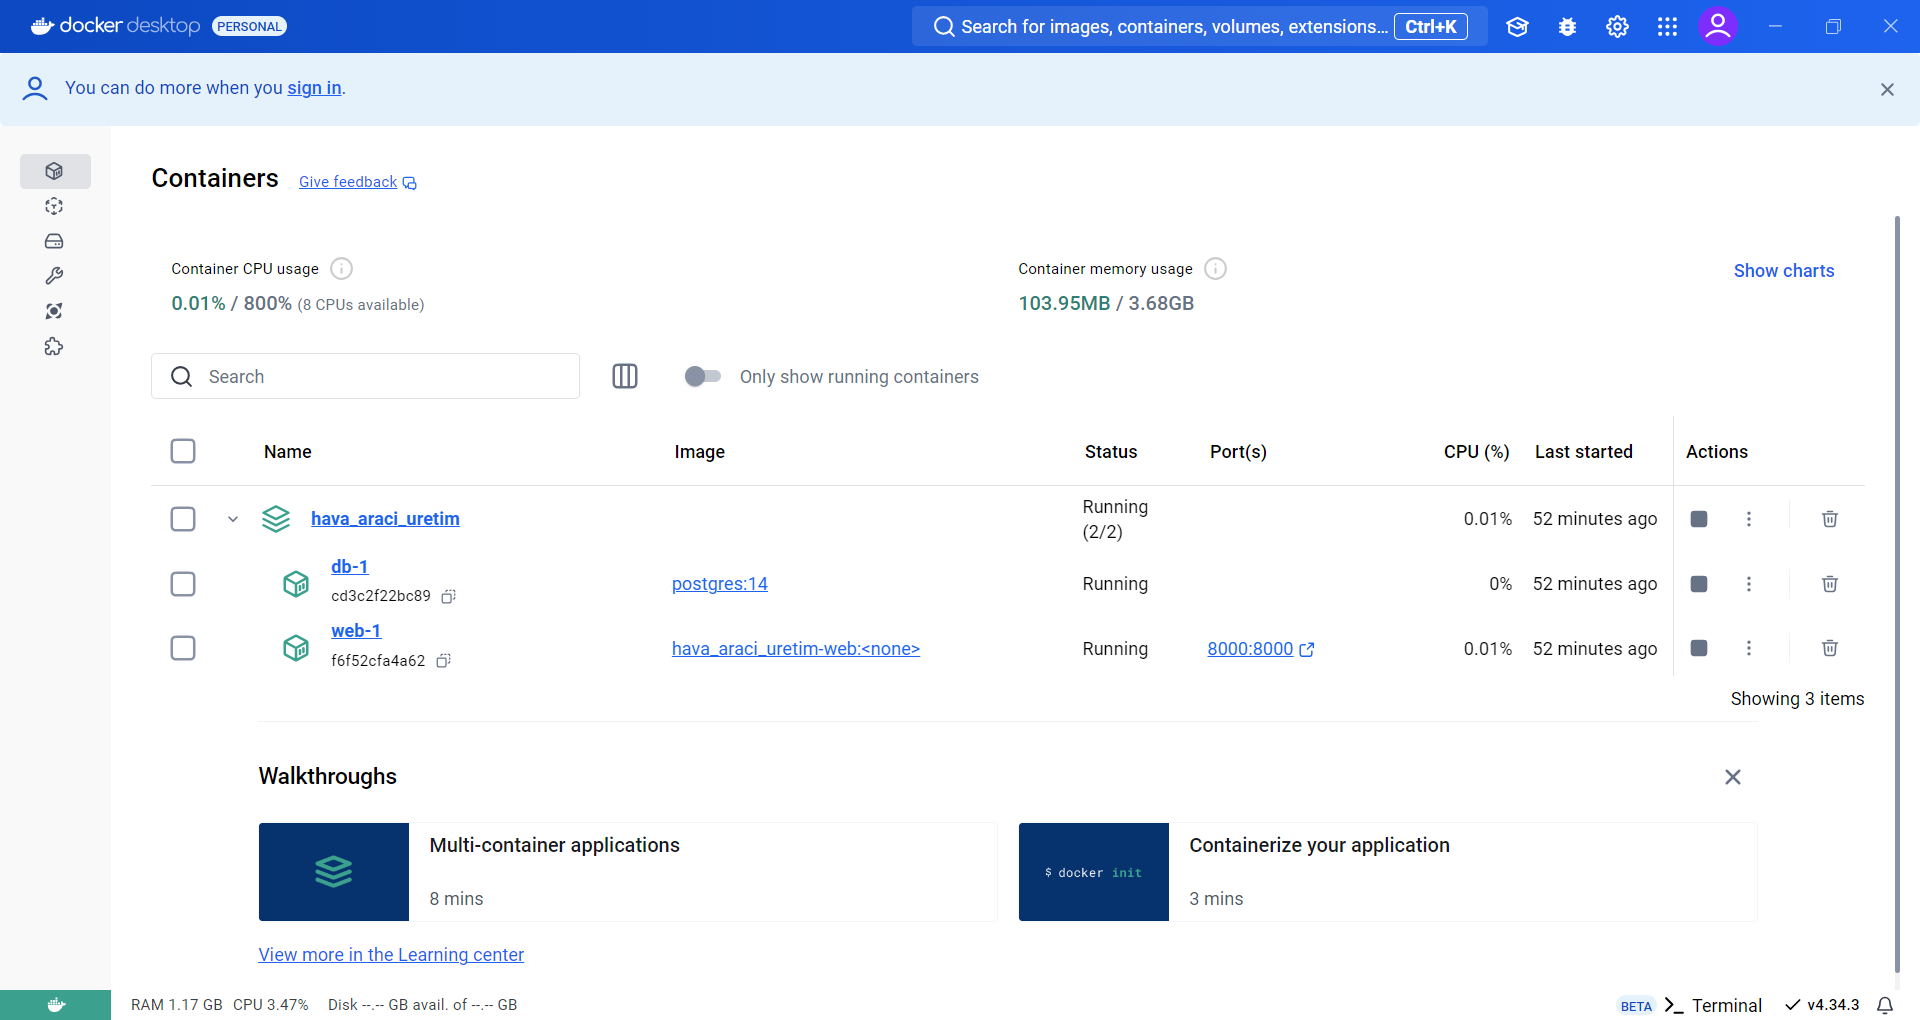 docker desktop PERSONAL
Search for images, containers, volumes, extensions... Ctrl+K
You can do more when you sign in.
Containers Give feedback
Container CPU usage
0.01% / 800% (8 CPUs available)
Container memory usage
103.95MB / 3.68GB
Show charts
Search
Only show running containers
Name Image Status Port(s) CPU (%) Last started Actions
hava_araci_uretim Running (2/2) 0.01% 52 minutes ago
db-1
cd3c2f22bc89
postgres:14 Running 0% 52 minutes ago
web-1
f6f52cfa4a62
hava_araci_uretim-web:<none> Running 8000:8000 0.01% 52 minutes ago
Showing 3 items
Walkthroughs
Multi-container applications
8 mins
$ docker init
Containerize your application
3 mins
View more in the Learning center
RAM 1.17 GB CPU 3.47% Disk --.-- GB avail. of --.-- GB
BETA Terminal v4.34.3